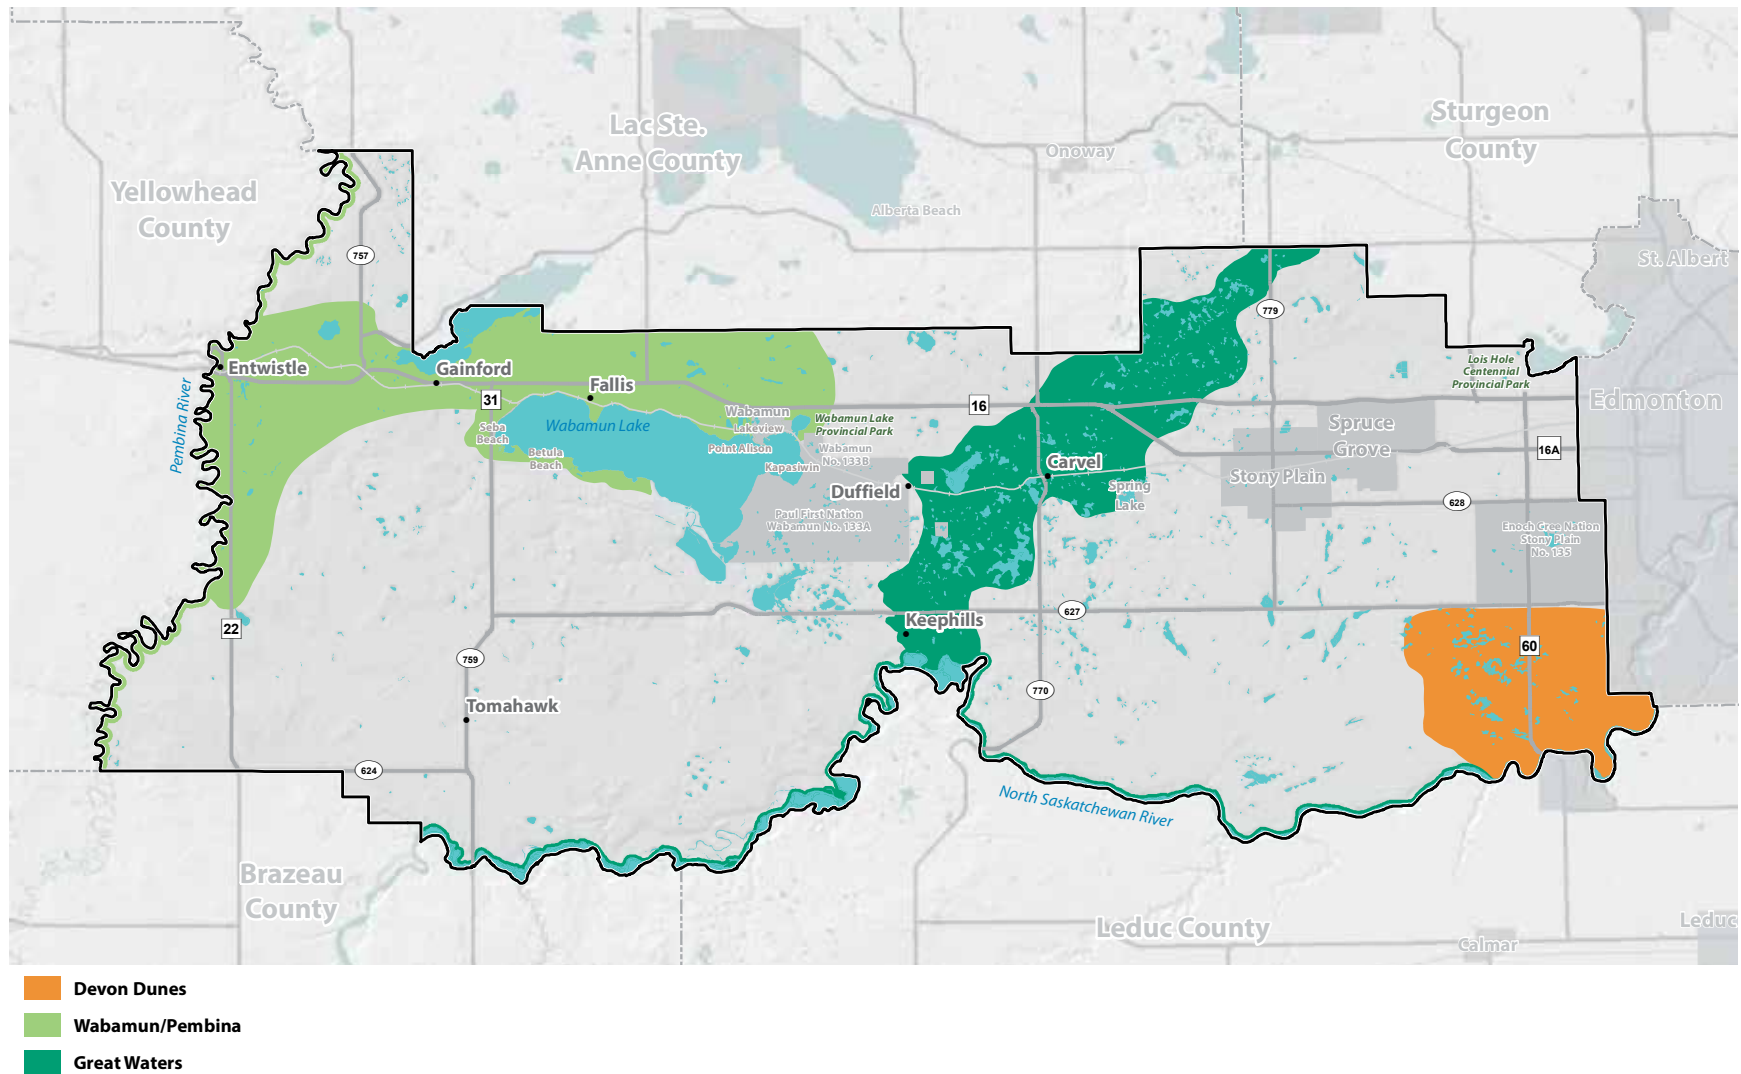 Lac Ste.
Anne County
Sturgeon
County
Onoway
Yellowhead
County
Alberta Beach
757
St. Albert
779
Lois Hole
Centennial
Provincial Park
Entwistle
Gainford
Fallis
31
16
Edmonton
Pembina River
Wabamun Lake
Seba
Beach
Betula
Beach
Wabamun
Lakeview
Point Alison
Kapasiwin
Wabamun Lake
Provincial Park
Wabamun
No. 133B
Spruce
Grove
16A
Carvel
Stony Plain
Duffield
Spring
Lake
628
Paul First Nation
Wabamun No. 133A
Enoch Cree Nation
Stony Plain
No. 135
22
627
Keephills
60
759
770
Tomahawk
624
North Saskatchewan River
Brazeau
County
Leduc County
Calmar
Leduc
Devon Dunes
Wabamun/Pembina
Great Waters